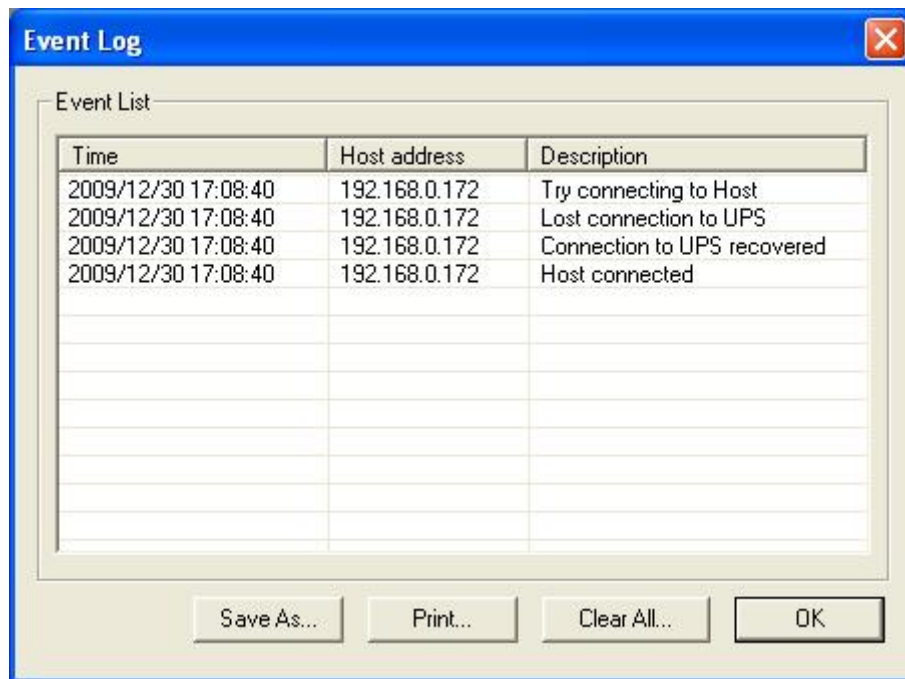 Event Log
Event List
Time Host address Description
2009/12/30 17:08:40 192.168.0.172 Try connecting to Host
2009/12/30 17:08:40 192.168.0.172 Lost connection to UPS
2009/12/30 17:08:40 192.168.0.172 Connection to UPS recovered
2009/12/30 17:08:40 192.168.0.172 Host connected
Save As... Print... Clear All... OK